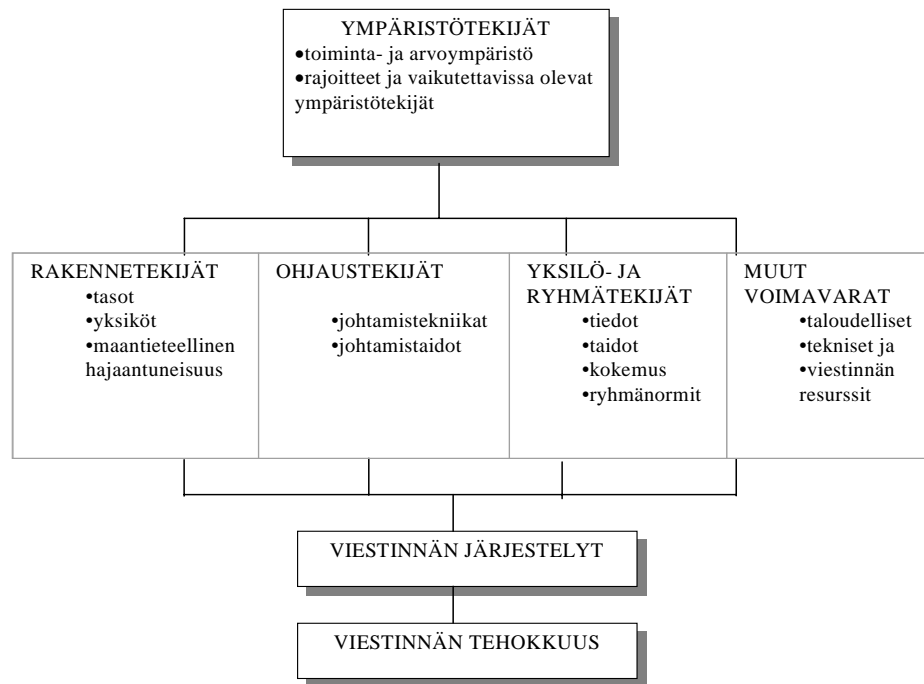 YMPÄRISTÖTEKIJÄT
•toiminta- ja arvoympäristö
•rajoitteet ja vaikutettavissa olevat
ympäristötekijät
RAKENNETEKIJÄT
•tasot
•yksiköt
•maantieteellinen
hajaantuneisuus
OHJAUSTEKIJÄT
•johtamistekniikat
•johtamistaidot
YKSILÖ- JA
RYHMÄTEKIJÄT
•tiedot
•taidot
•kokemus
•ryhmänormit
MUUT
VOIMAVARAT
•taloudelliset
•tekniset ja
•viestinnän
resurssit
VIESTINNÄN JÄRJESTELYT
VIESTINNÄN TEHOKKUUS